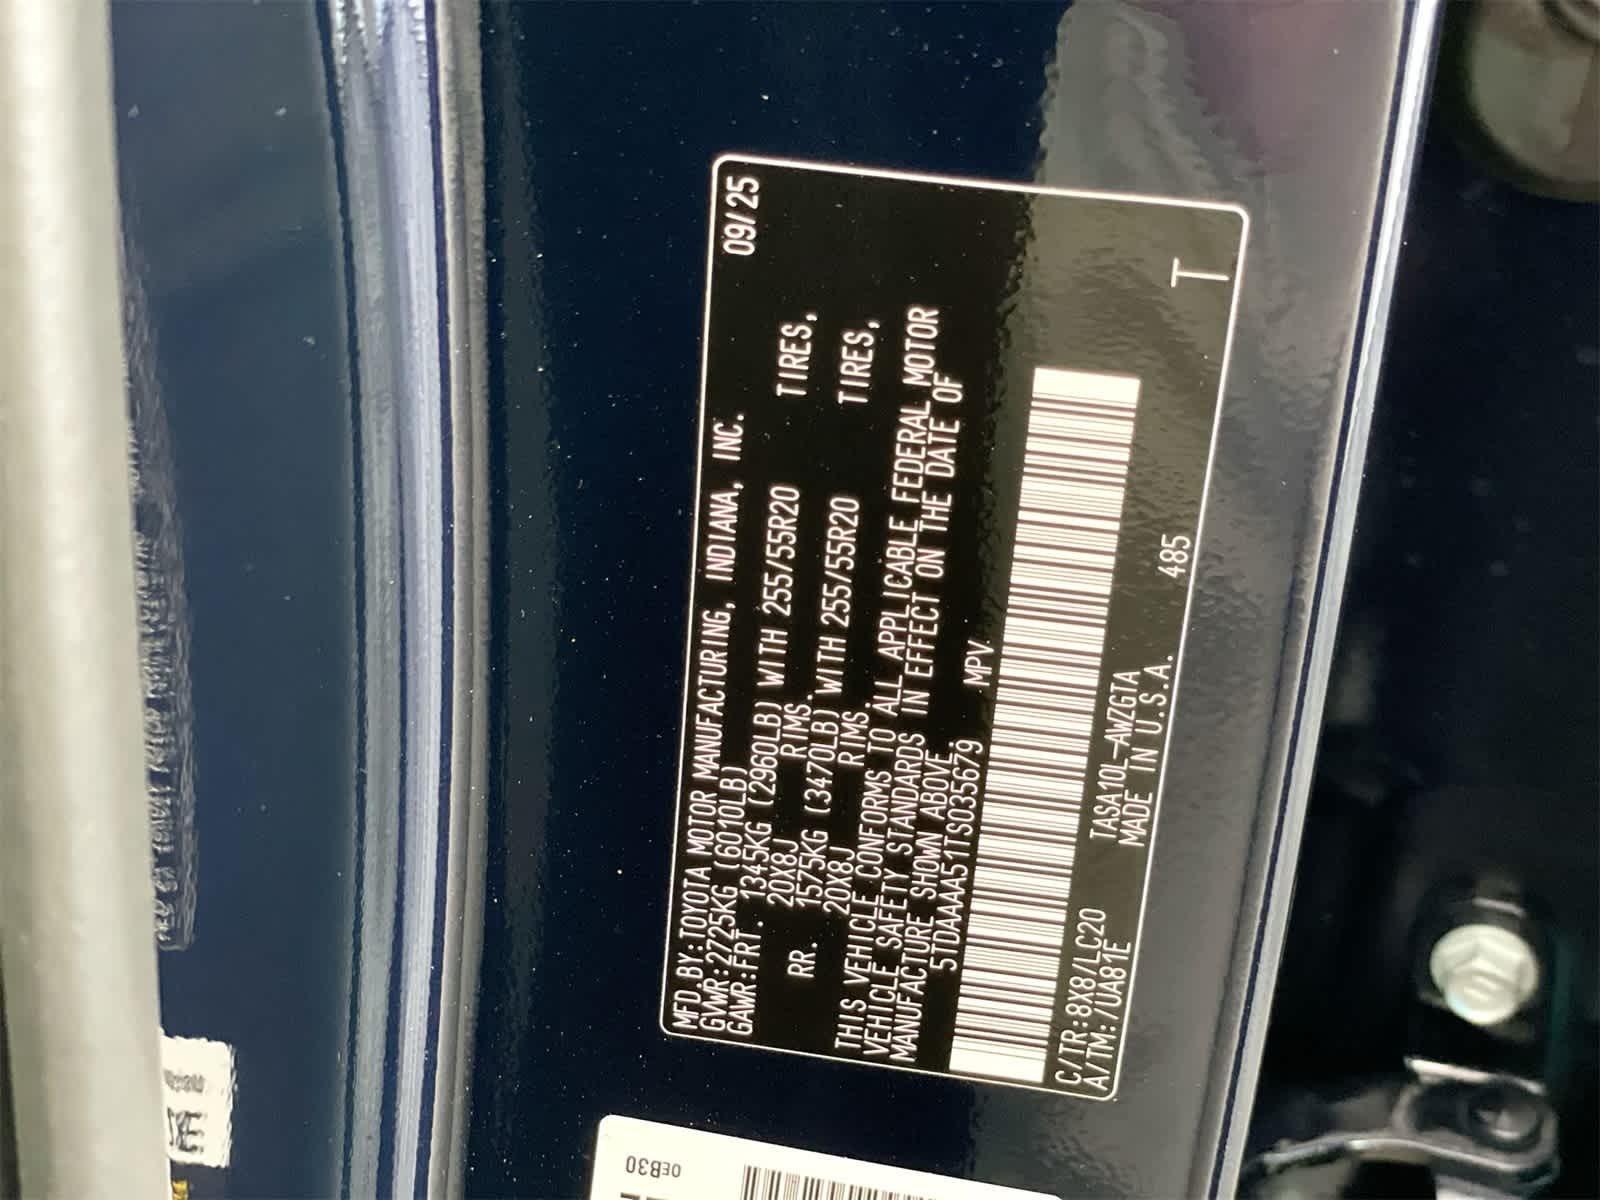 MFD.BY:TOYOTA MOTOR MANUFACTURING, INDIANA, INC. 09/25
GVWR:2725KG (6010LB)
GAWR:FRT. 1345KG (2960LB) WITH 255/55R20 TIRES,
20X8J RIMS.
RR. 1575KG (3470LB) WITH 255/55R20 TIRES,
20X8J RIMS.
THIS VEHICLE CONFORMS TO ALL APPLICABLE FEDERAL MOTOR
VEHICLE SAFETY STANDARDS IN EFFECT ON THE DATE OF
MANUFACTURE SHOWN ABOVE.
5TDAAAA51TS035679 MPV
C/TR:8X8/LC20 TASA10L-AWZGTA 485 T
A/TM:/UA81E MADE IN U.S.A.
0EB30